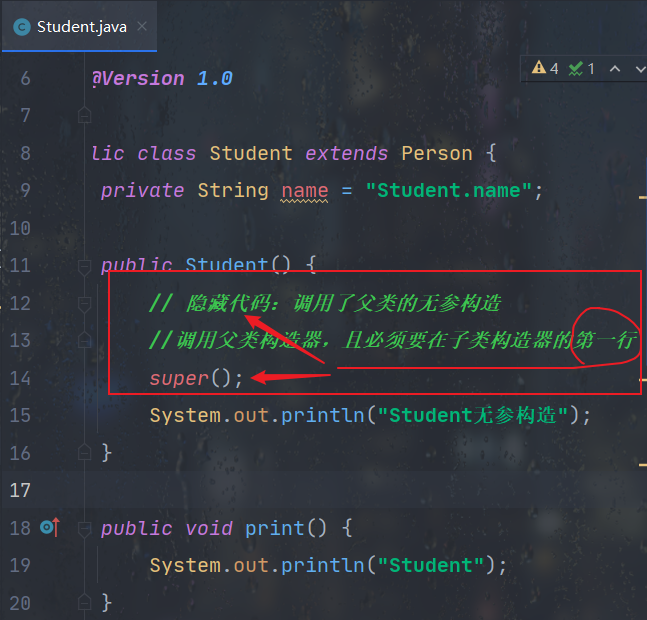 C Student.java ×
4 1
6 @Version 1.0
7
8 lic class Student extends Person {
9 private String name = "Student.name";
10
11 public Student() {
12 // 隐藏代码：调用了父类的无参构造
13 //调用父类构造器，且必须要在子类构造器的第一行
14 super();
15 System.out.println("Student无参构造");
16 }
17
18 public void print() {
19 System.out.println("Student");
20 }